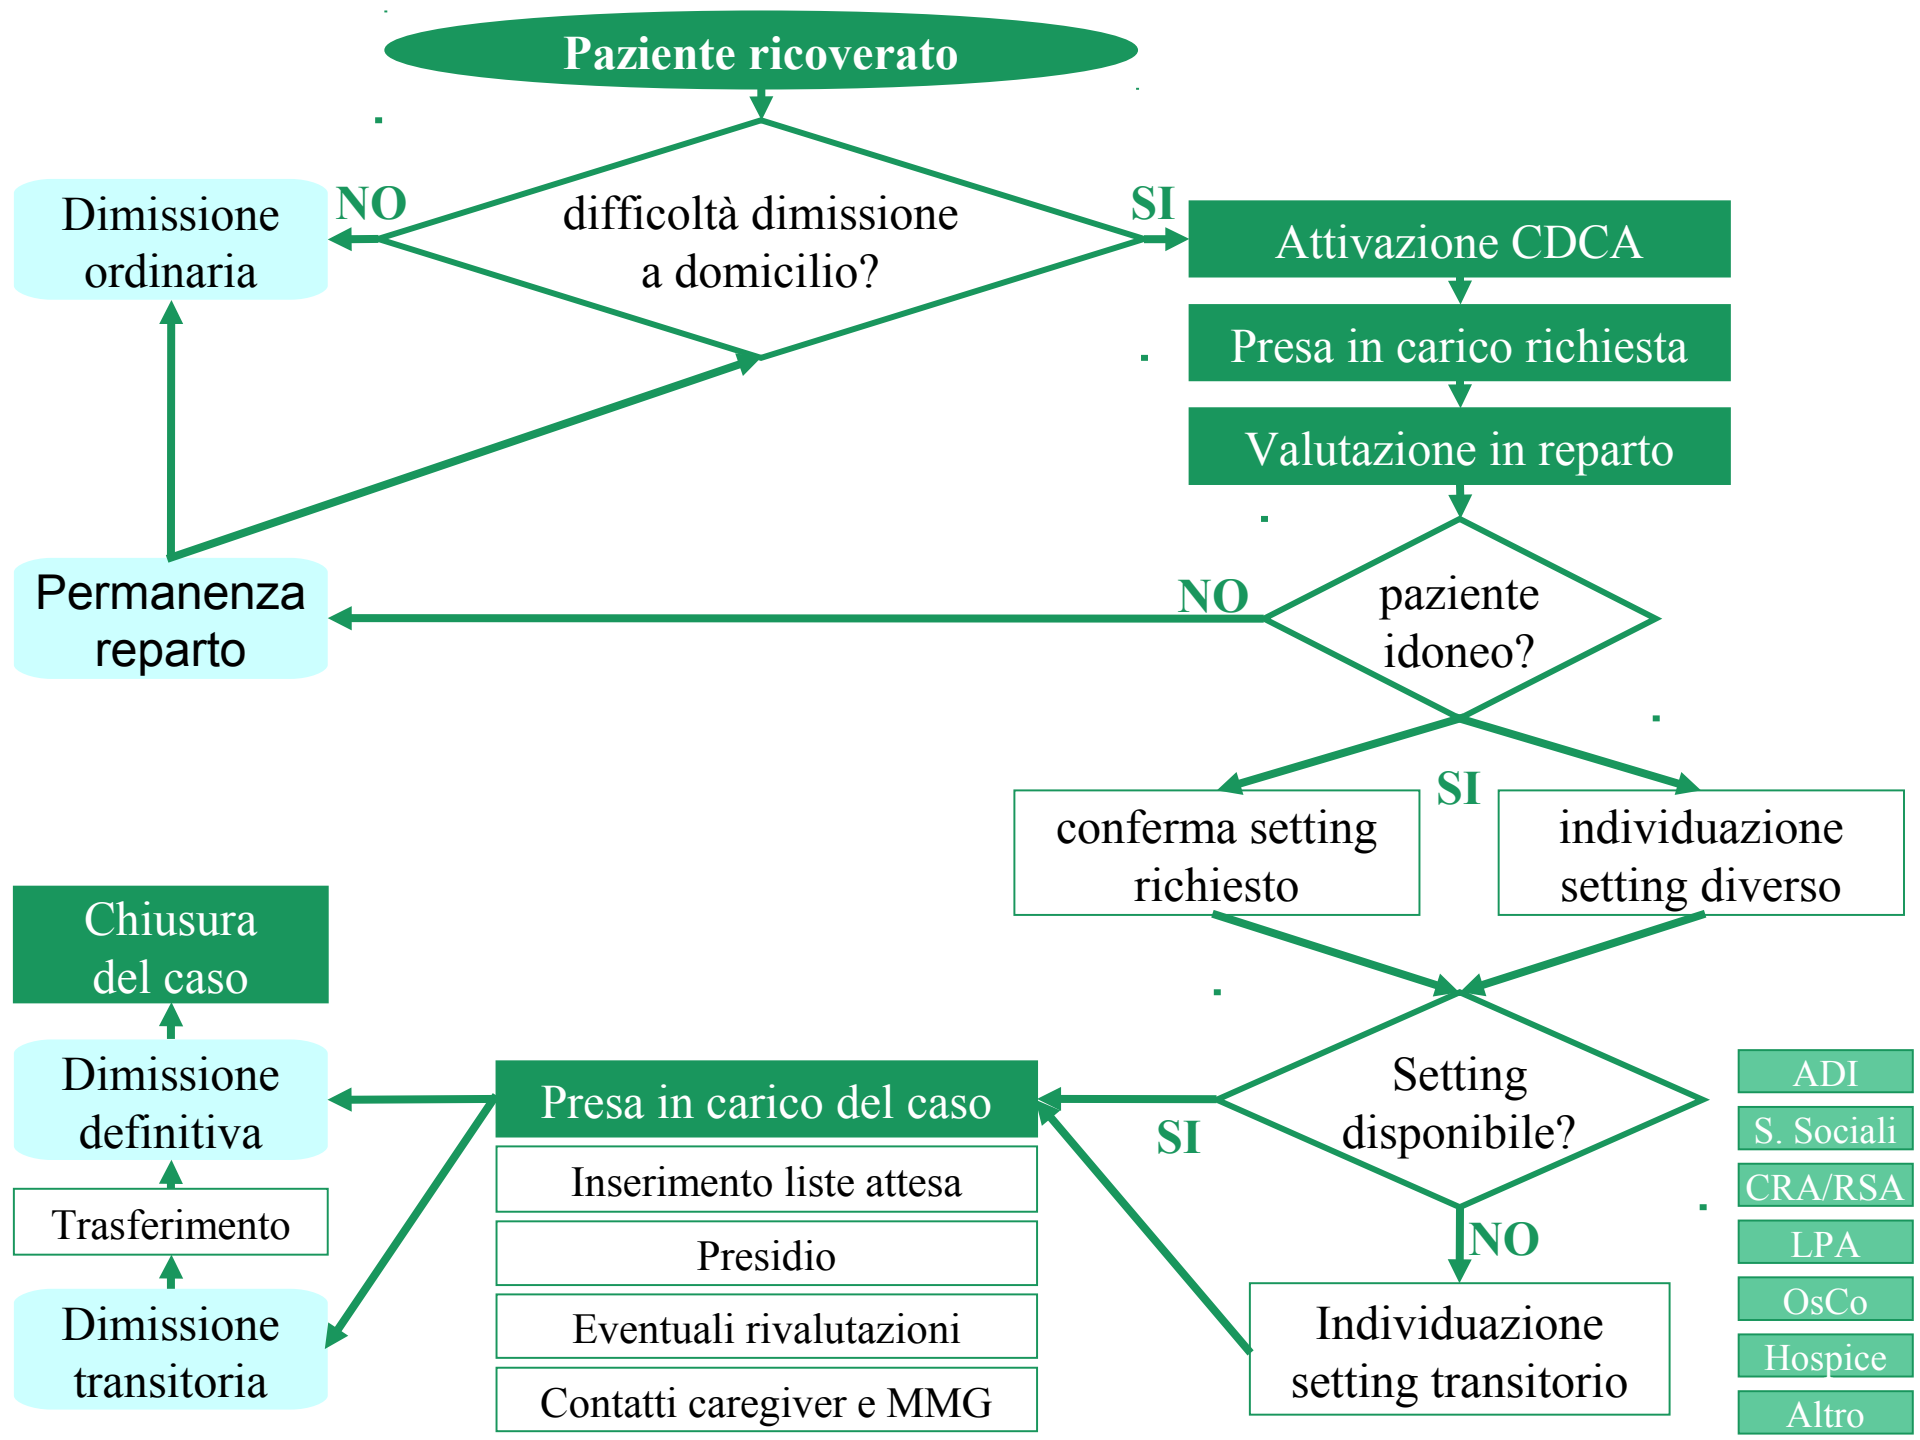 Paziente ricoverato
difficoltà dimissione
a domicilio?
NO
SI
Dimissione
ordinaria
Attivazione CDCA
Presa in carico richiesta
Valutazione in reparto
paziente
idoneo?
NO
Permanenza
reparto
SI
conferma setting
richiesto
individuazione
setting diverso
Setting
disponibile?
SI
NO
Individuazione
setting transitorio
Presa in carico del caso
Inserimento liste attesa
Presidio
Eventuali rivalutazioni
Contatti caregiver e MMG
Chiusura
del caso
Dimissione
definitiva
Trasferimento
Dimissione
transitoria
ADI
S. Sociali
CRA/RSA
LPA
OsCo
Hospice
Altro